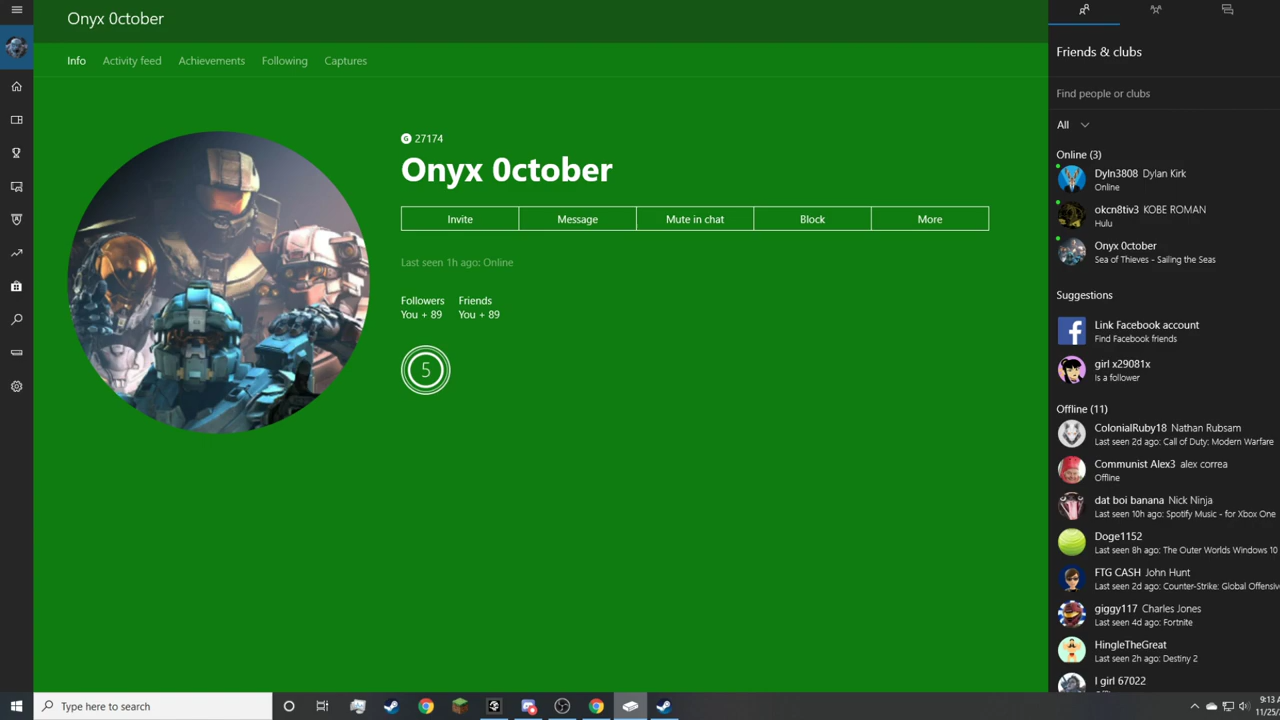 Onyx 0ctober
Info Activity feed Achievements Following Captures
G 27174
Onyx 0ctober
Invite Message Mute in chat Block More
Last seen 1h ago: Online
Followers Friends
You + 89 You + 89
5
Friends & clubs
Find people or clubs
All
Online (3)
Dyln3808 Dylan Kirk
Online
okcn8tiv3 KOBE ROMAN
Hulu
Onyx 0ctober
Sea of Thieves - Sailing the Seas
Suggestions
Link Facebook account
Find Facebook friends
girl x29081x
Is a follower
Offline (11)
ColonialRuby18 Nathan Rubsam
Last seen 2d ago: Call of Duty: Modern Warfare
Communist Alex3 alex correa
Offline
dat boi banana Nick Ninja
Last seen 10h ago: Spotify Music - for Xbox One
Doge1152
Last seen 8h ago: The Outer Worlds Windows 10
FTG CASH John Hunt
Last seen 2d ago: Counter-Strike: Global Offensive
giggy117 Charles Jones
Last seen 4d ago: Fortnite
HingleTheGreat
Last seen 2h ago: Destiny 2
I girl 67022
Type here to search
9:13
11/25/